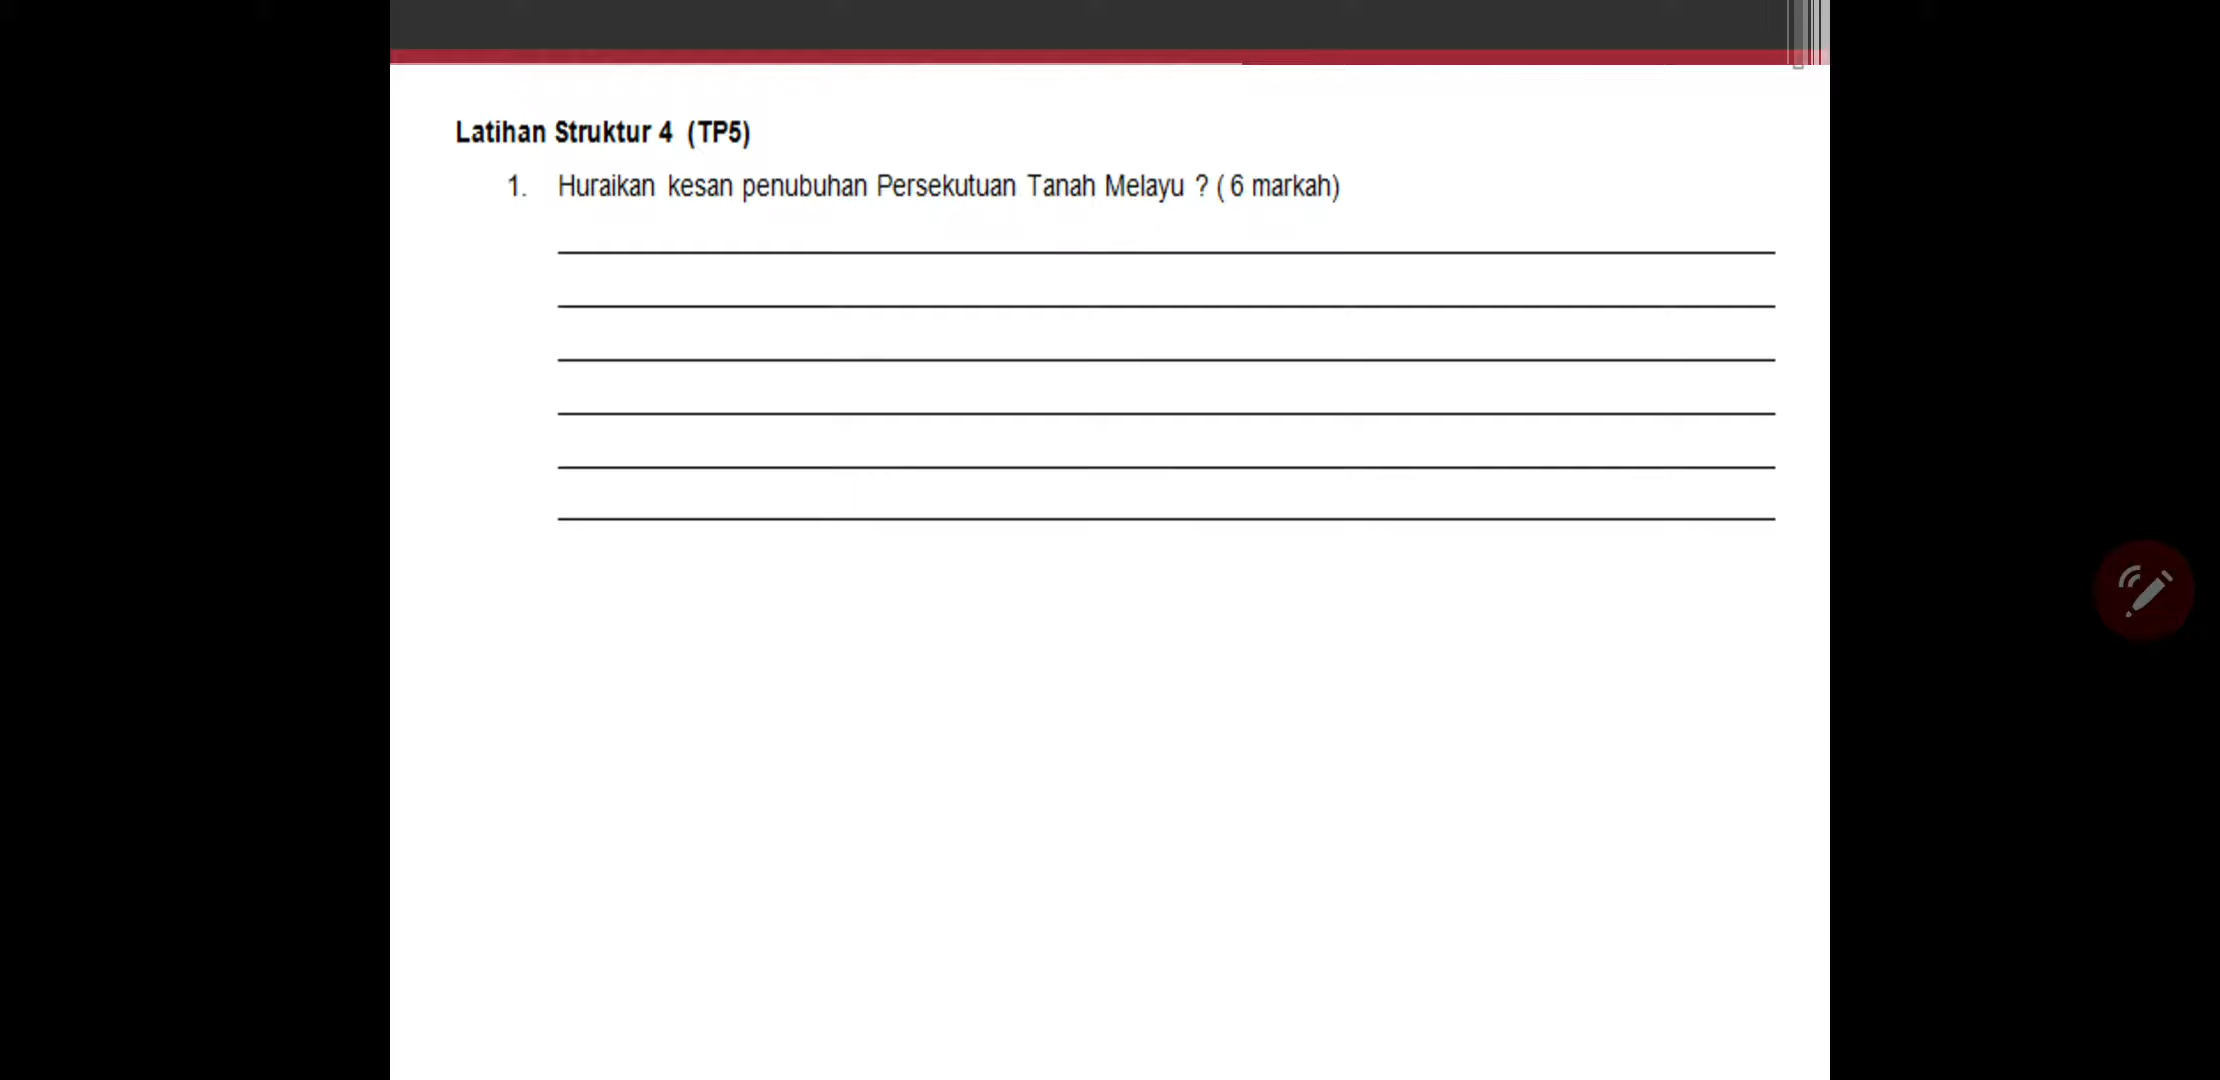 Latihan Struktur 4 (TP5)
1. Huraikan kesan penubuhan Persekutuan Tanah Melayu ? ( 6 markah)